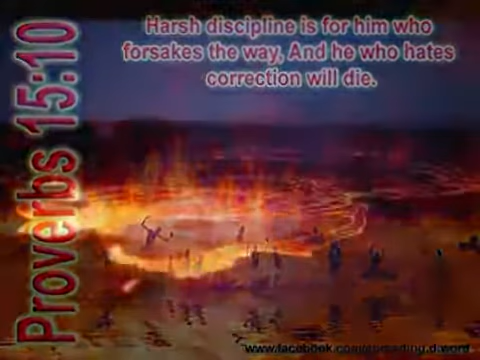 Harsh discipline is for him who
forsakes the way, And he who hates
correction will die.
Proverbs 15:10